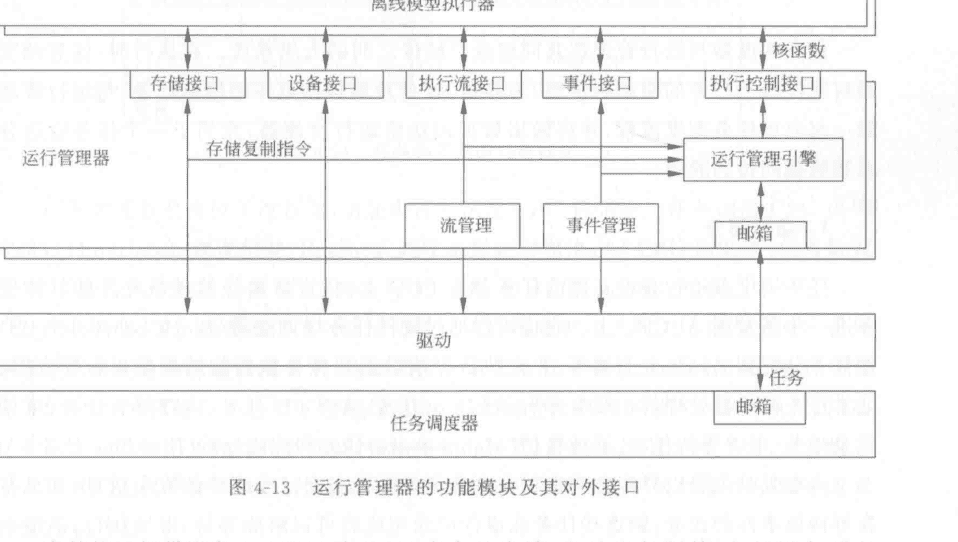 离线模型执行器
核函数
存储接口 设备接口 执行流接口 事件接口 执行控制接口
存储复制指令
运行管理器
运行管理引擎
流管理 事件管理
邮箱
驱动
任务
邮箱
任务调度器
图 4-13 运行管理器的功能模块及其对外接口